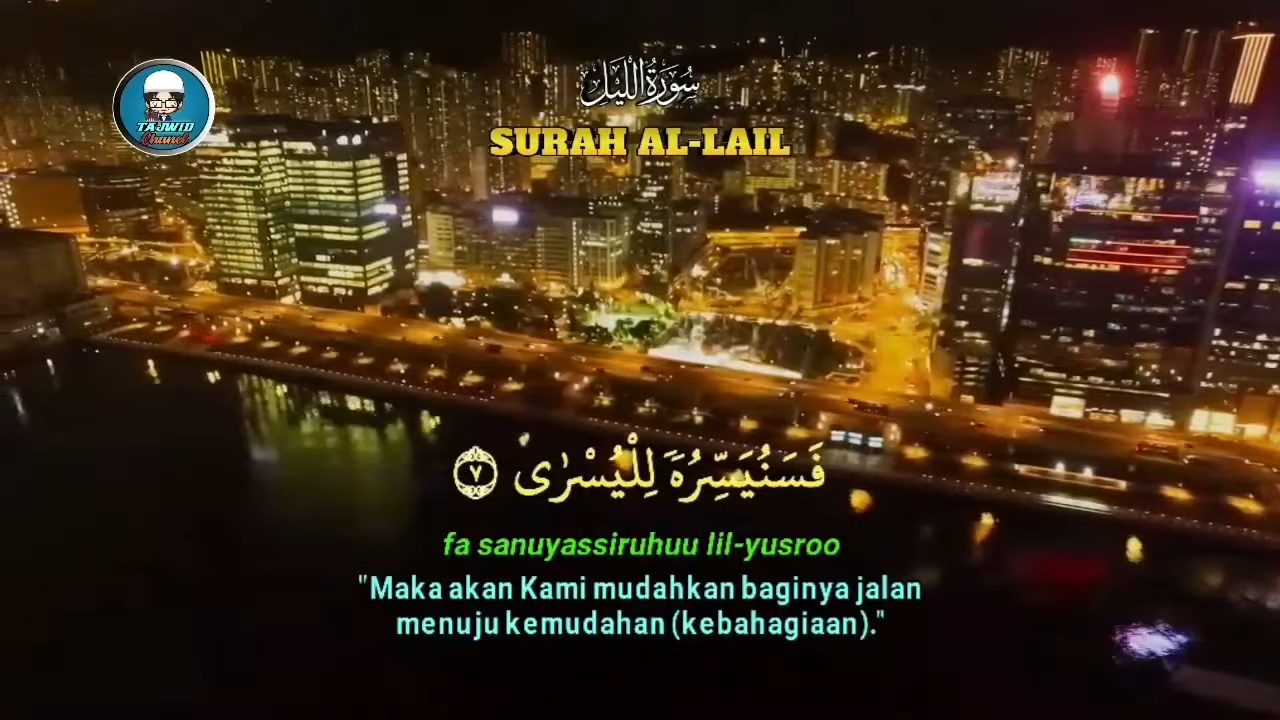 سُورَةُ اللَّيْلِ
TAJWID
Chanel
SURAH AL-LAIL
فَسَنُيَسِّرُهٗ لِلْيُسْرٰىۗ ٧
fa sanuyassiruhuu lil-yusroo
"Maka akan Kami mudahkan baginya jalan
menuju kemudahan (kebahagiaan)."